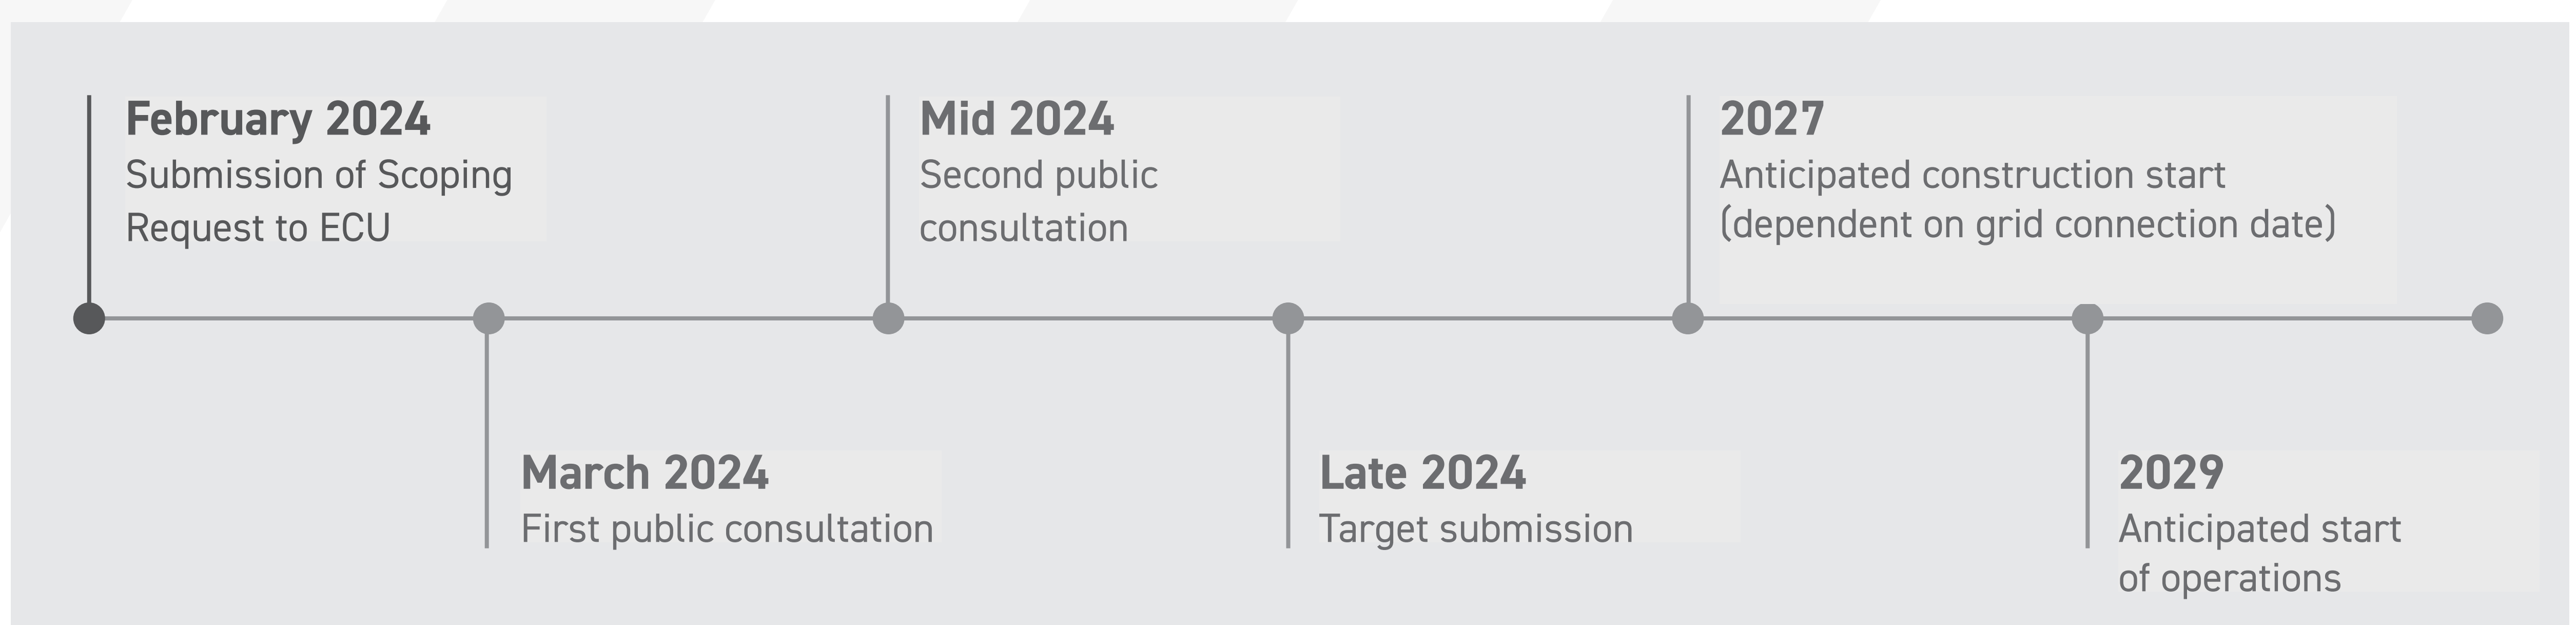 February 2024
Submission of Scoping
Request to ECU
March 2024
First public consultation
Mid 2024
Second public
consultation
Late 2024
Target submission
2027
Anticipated construction start
(dependent on grid connection date)
2029
Anticipated start
of operations